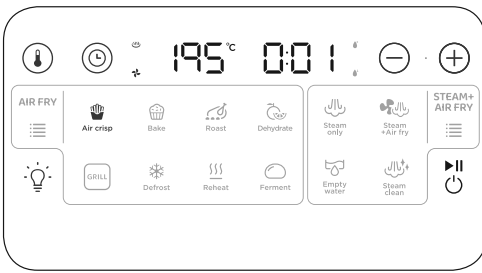 195°C 0:01
AIR FRY
STEAM+
AIR FRY
Air crisp
Bake
Roast
Dehydrate
Steam
only
Steam
+Air fry
GRILL
Defrost
Reheat
Ferment
Empty
water
Steam
clean